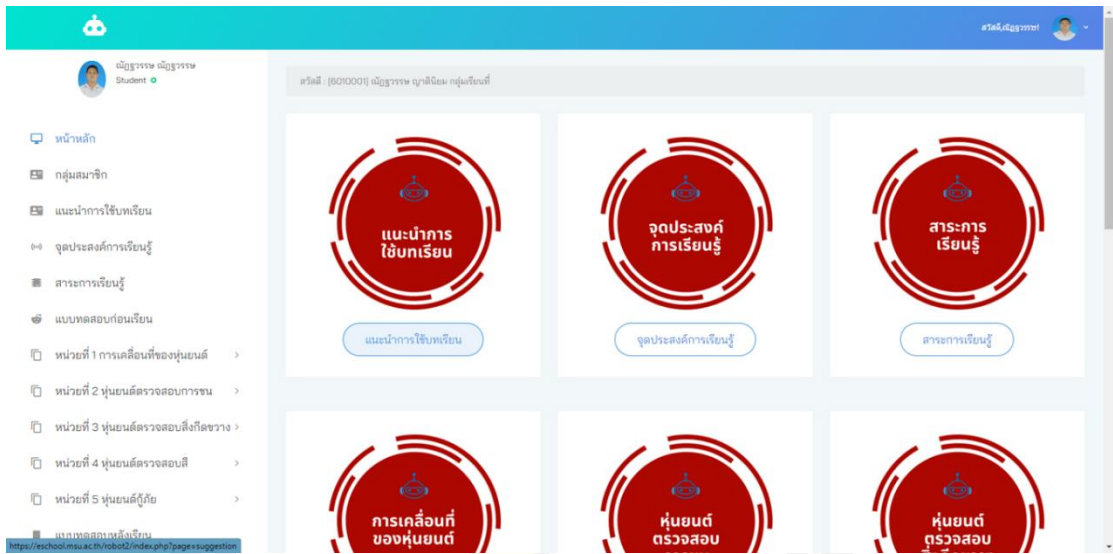 สวัสดี,ณัฏฐวรรษ!
ณัฏฐวรรษ ณัฏฐวรรษ
Student
สวัสดี : [6010001] ณัฏฐวรรษ ญาตินิยม กลุ่มเรียนที่
หน้าหลัก
กลุ่มสมาชิก
แนะนำการใช้บทเรียน
จุดประสงค์การเรียนรู้
สาระการเรียนรู้
แบบทดสอบก่อนเรียน
หน่วยที่ 1 การเคลื่อนที่ของหุ่นยนต์
หน่วยที่ 2 หุ่นยนต์ตรวจสอบการชน
หน่วยที่ 3 หุ่นยนต์ตรวจสอบสิ่งกีดขวาง
หน่วยที่ 4 หุ่นยนต์ตรวจสอบสี
หน่วยที่ 5 หุ่นยนต์กู้ภัย
แบบทดสอบหลังเรียน
https://eschool.msu.ac.th/robot2/index.php?page=suggestion
แนะนำการ
ใช้บทเรียน
แนะนำการใช้บทเรียน
จุดประสงค์
การเรียนรู้
จุดประสงค์การเรียนรู้
สาระการ
เรียนรู้
สาระการเรียนรู้
การเคลื่อนที่
ของหุ่นยนต์
หุ่นยนต์
ตรวจสอบ
หุ่นยนต์
ตรวจสอบ